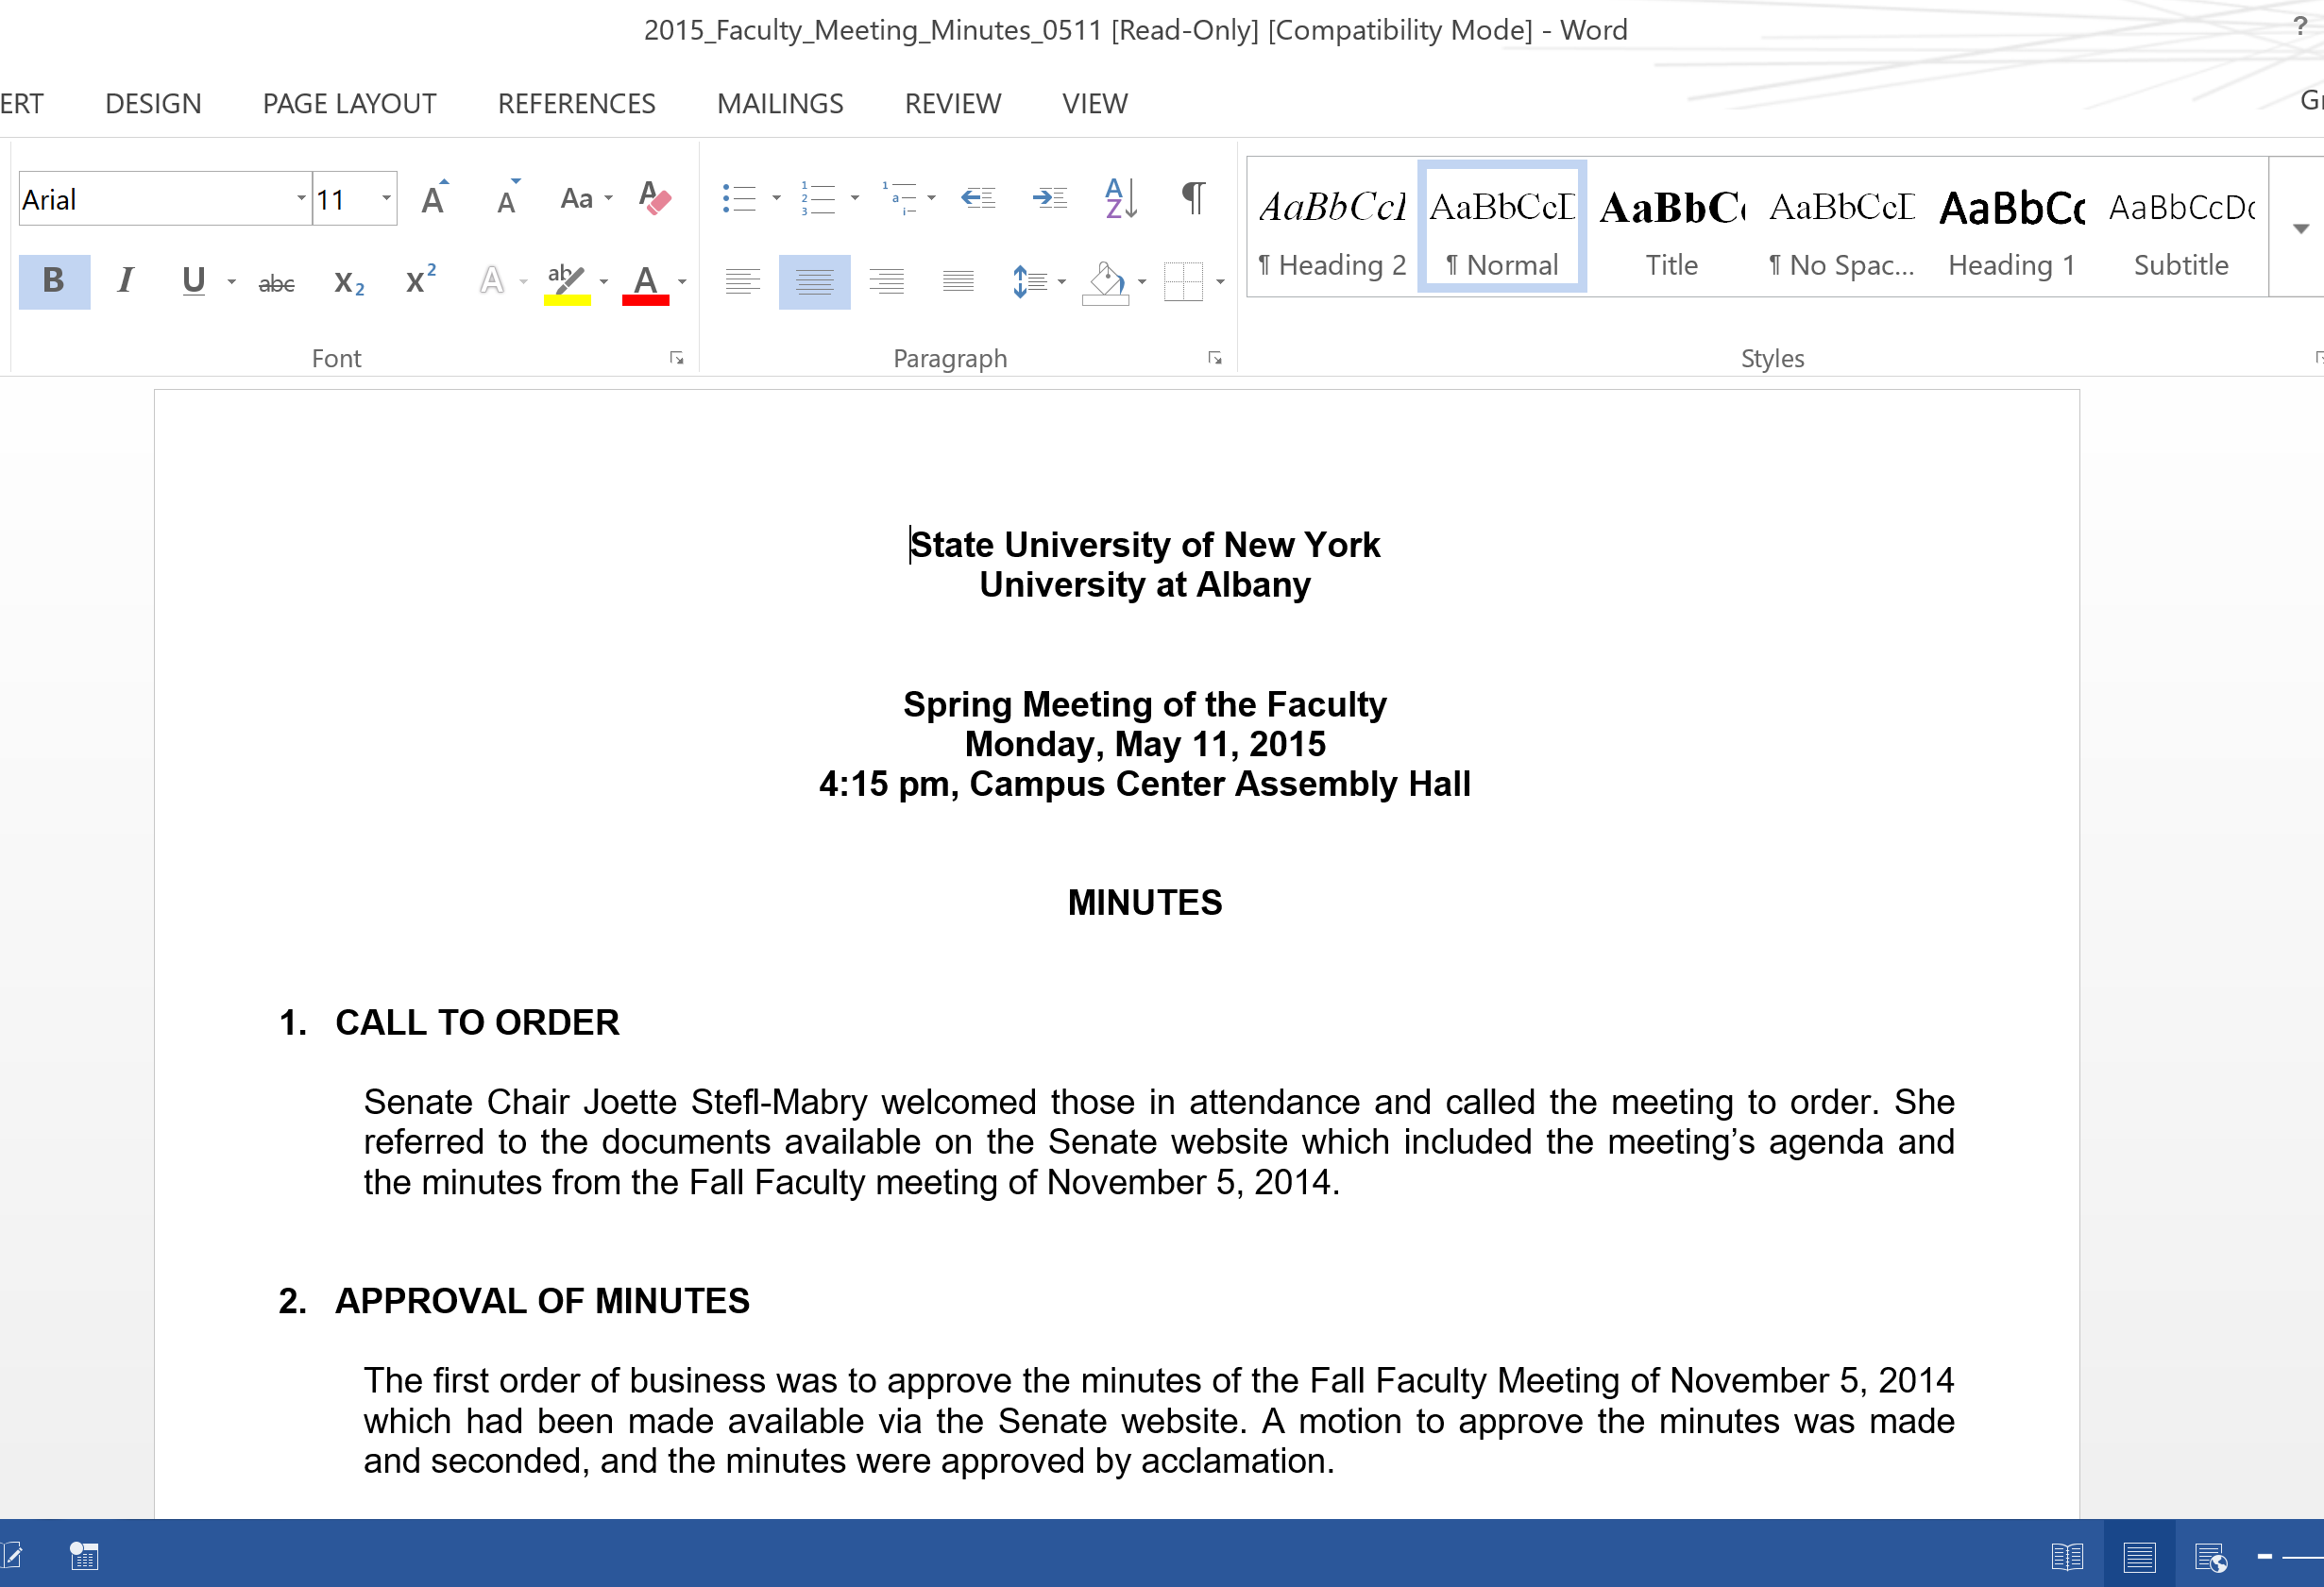 2015_Faculty_Meeting_Minutes_0511 [Read-Only] [Compatibility Mode] - Word
?
ERT DESIGN PAGE LAYOUT REFERENCES MAILINGS REVIEW VIEW
Arial 11 A A Aa A
B I U abc X2 X2 A ab A
AaBbCcI AaBbCcD AaBbC AaBbCcD AaBbCc AaBbCcDc
¶ Heading 2 ¶ Normal Title ¶ No Spac... Heading 1 Subtitle
Font Paragraph Styles
State University of New York
University at Albany
Spring Meeting of the Faculty
Monday, May 11, 2015
4:15 pm, Campus Center Assembly Hall
MINUTES
1. CALL TO ORDER
Senate Chair Joette Stefl-Mabry welcomed those in attendance and called the meeting to order. She
referred to the documents available on the Senate website which included the meeting’s agenda and
the minutes from the Fall Faculty meeting of November 5, 2014.
2. APPROVAL OF MINUTES
The first order of business was to approve the minutes of the Fall Faculty Meeting of November 5, 2014
which had been made available via the Senate website. A motion to approve the minutes was made
and seconded, and the minutes were approved by acclamation.